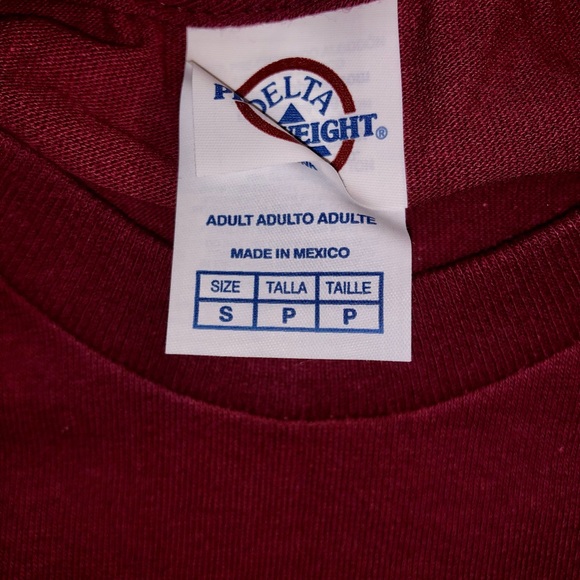 DELTA
ADULT ADULTO ADULTE
MADE IN MEXICO
SIZE TALLA TAILLE
S P P